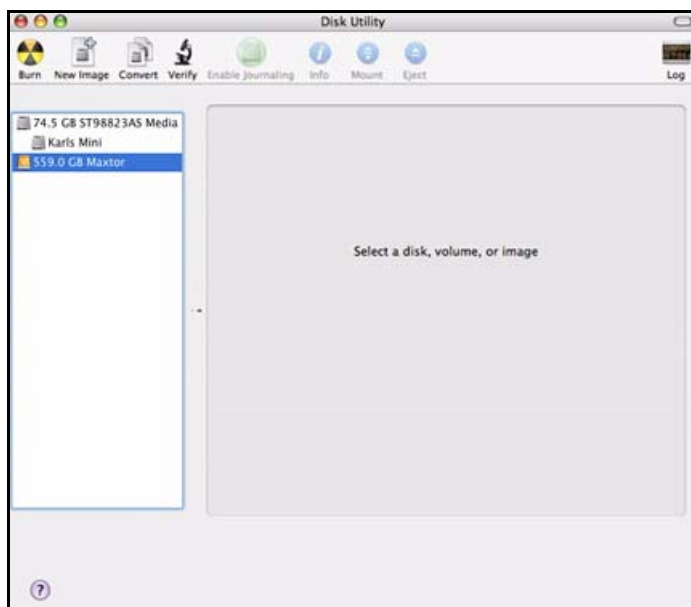 Disk Utility
Burn New Image Convert Verify Enable Journaling Info Mount Eject Log
74.5 GB ST98823AS Media
Karls Mini
559.0 GB Maxtor
Select a disk, volume, or image
?